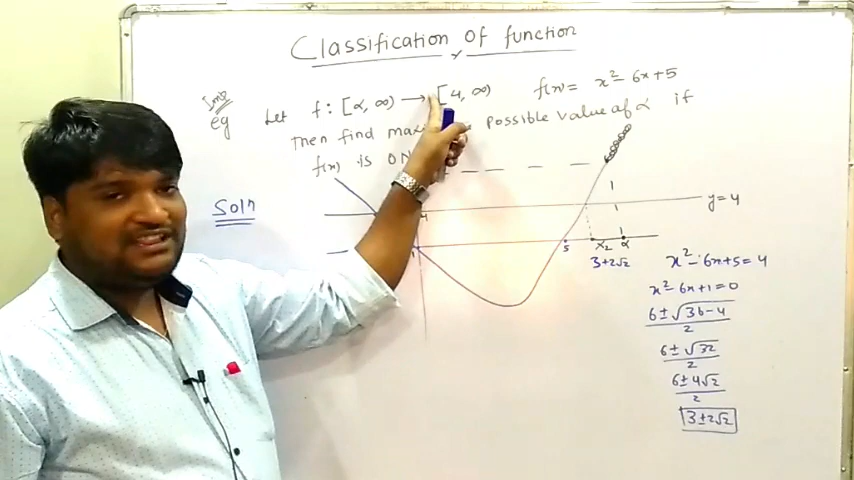 Classification of function
Imp
eg Let f : [α, ∞) → [4, ∞) f(x) = x² - 6x + 5
Then find possible value of α if
f(x) is
Soln
y = 4
4
1 5 x₂ α
3+2√2
x² - 6x + 5 = 4
x² - 6x + 1 = 0
6 ± √36 - 4
2
6 ± √32
2
6 ± 4√2
2
3 ± 2√2